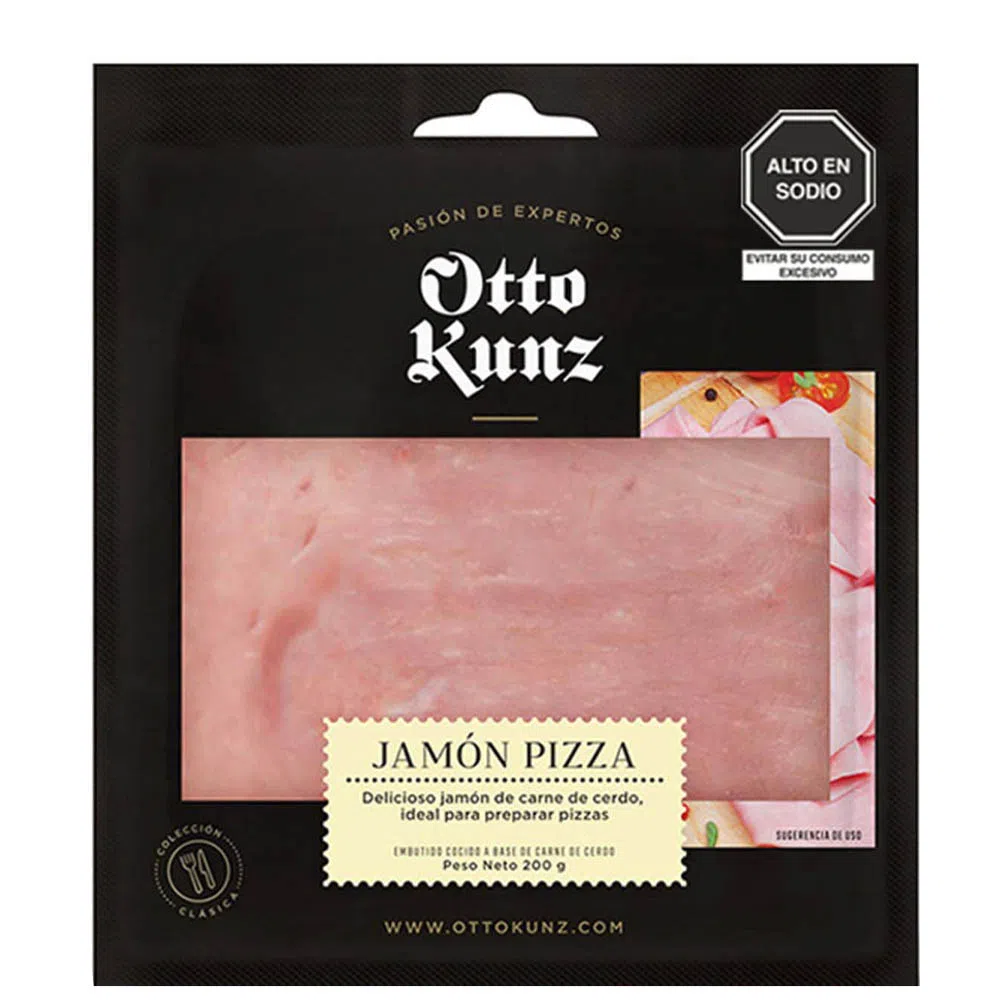 ALTO EN
SODIO
EVITAR SU CONSUMO
EXCESIVO
PASIÓN DE EXPERTOS
Otto
Kunz
JAMÓN PIZZA
Delicioso jamón de carne de cerdo,
ideal para preparar pizzas
EMBUTIDO COCIDO A BASE DE CARNE DE CERDO
Peso Neto 200 g
SUGERENCIA DE USO
COLECCIÓN
CLÁSICA
WWW.OTTOKUNZ.COM